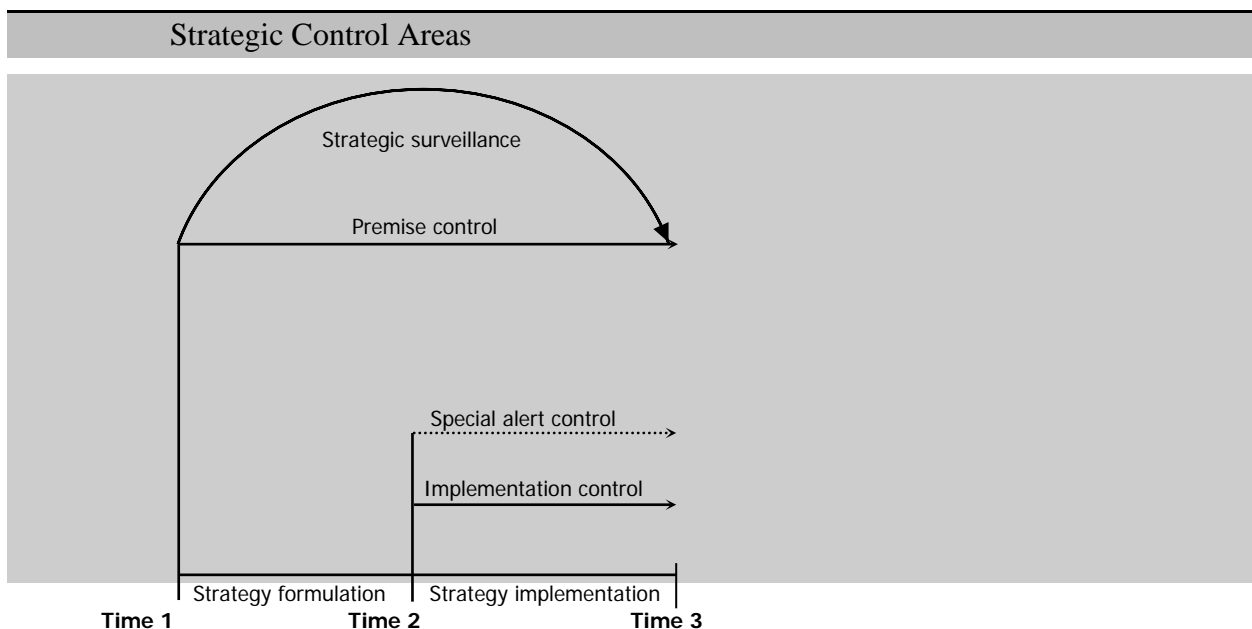 Strategic Control Areas
Strategic surveillance
Premise control
Special alert control
Implementation control
Strategy formulation Strategy implementation
Time 1 Time 2 Time 3